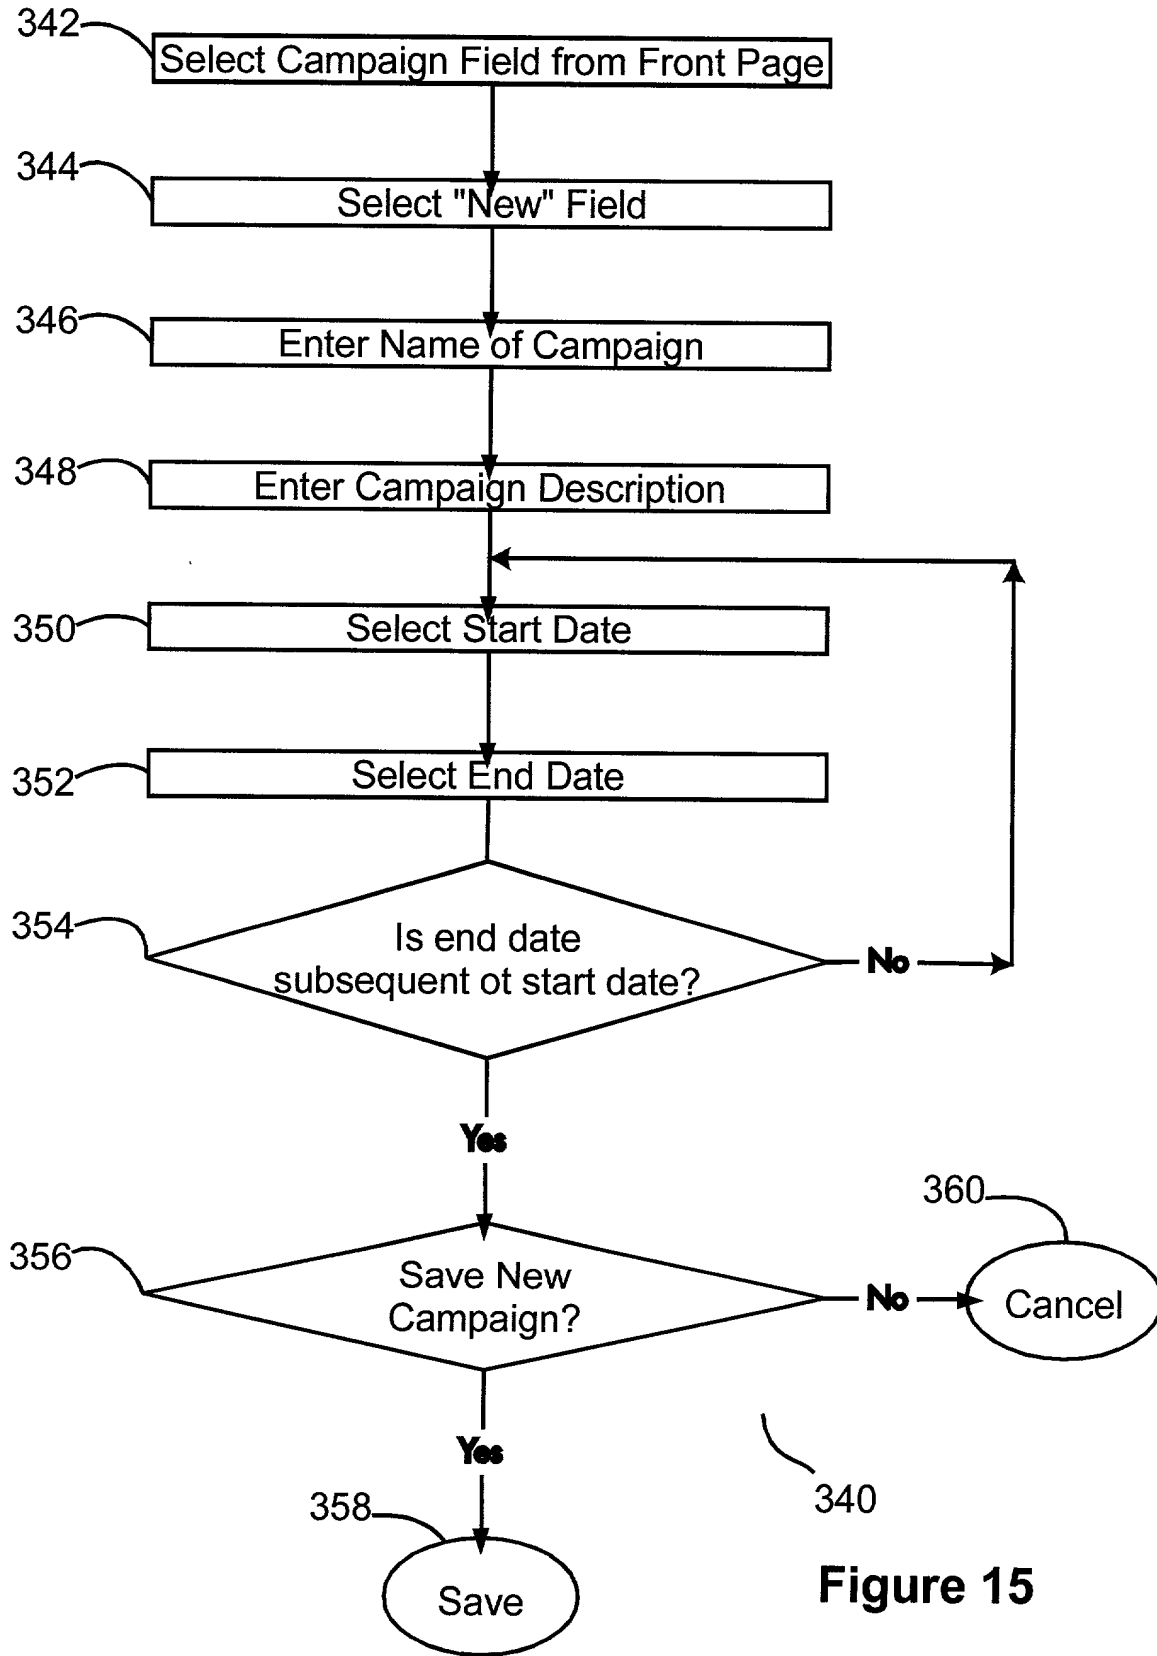 342
Select Campaign Field from Front Page
344
Select "New" Field
346
Enter Name of Campaign
348
Enter Campaign Description
350
Select Start Date
352
Select End Date
354
Is end date
subsequent ot start date?
No
Yes
360
356
Save New
Campaign?
No
Cancel
Yes
340
358
Save
Figure 15